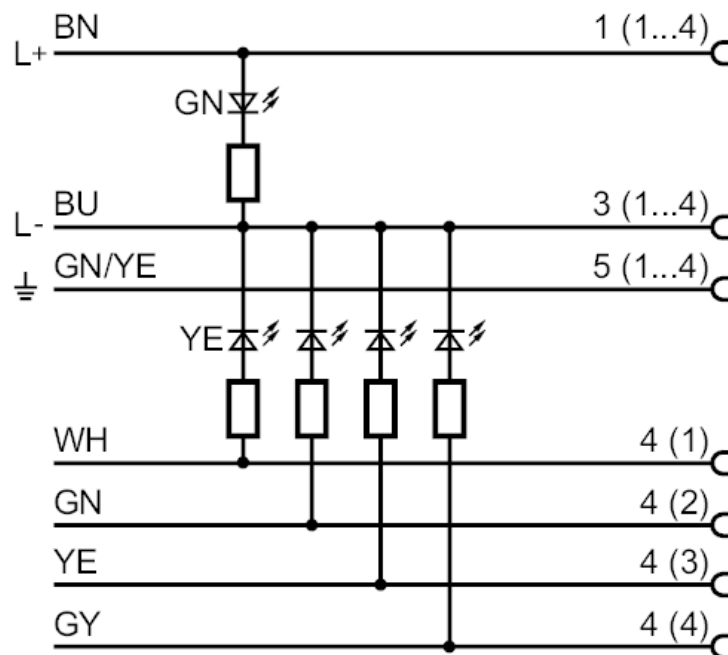 BN 1 (1...4)
L+
GN
BU 3 (1...4)
L-
GN/YE 5 (1...4)
YE
WH 4 (1)
GN 4 (2)
YE 4 (3)
GY 4 (4)